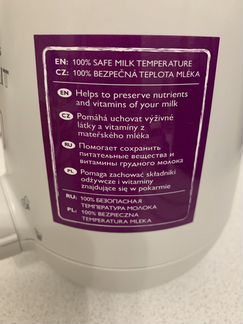 EN: 100% SAFE MILK TEMPERATURE
CZ: 100% BEZPEČNÁ TEPLOTA MLÉKA
EN Helps to preserve nutrients
and vitamins of your milk
CZ Pomáhá uchovat výživné
látky a vitamíny z
mateřského mléka
RU Помогает сохранить
питательные вещества и
витамины грудного молока
PL Pomaga zachować składniki
odżywcze i witaminy
znajdujące się w pokarmie
RU: 100% БЕЗОПАСНАЯ
ТЕМПЕРАТУРА МОЛОКА
PL: 100% BEZPIECZNA
TEMPERATURA MLEKA